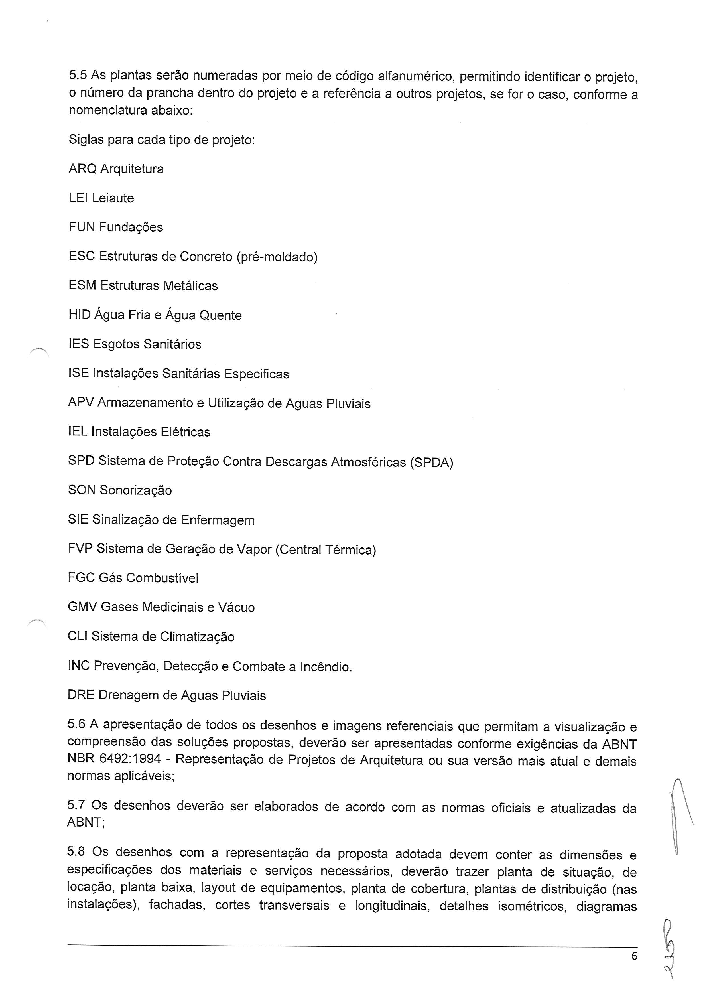 5.5 As plantas serão numeradas por meio de código alfanumérico, permitindo identificar o projeto,
o número da prancha dentro do projeto e a referência a outros projetos, se for o caso, conforme a
nomenclatura abaixo:
Siglas para cada tipo de projeto:
ARQ Arquitetura
LEI Leiaute
FUN Fundações
ESC Estruturas de Concreto (pré-moldado)
ESM Estruturas Metálicas
HID Água Fria e Água Quente
IES Esgotos Sanitários
ISE Instalações Sanitárias Especificas
APV Armazenamento e Utilização de Aguas Pluviais
IEL Instalações Elétricas
SPD Sistema de Proteção Contra Descargas Atmosféricas (SPDA)
SON Sonorização
SIE Sinalização de Enfermagem
FVP Sistema de Geração de Vapor (Central Térmica)
FGC Gás Combustível
GMV Gases Medicinais e Vácuo
CLI Sistema de Climatização
INC Prevenção, Detecção e Combate a Incêndio.
DRE Drenagem de Aguas Pluviais
5.6 A apresentação de todos os desenhos e imagens referenciais que permitam a visualização e
compreensão das soluções propostas, deverão ser apresentadas conforme exigências da ABNT
NBR 6492:1994 - Representação de Projetos de Arquitetura ou sua versão mais atual e demais
normas aplicáveis;
5.7 Os desenhos deverão ser elaborados de acordo com as normas oficiais e atualizadas da
ABNT;
5.8 Os desenhos com a representação da proposta adotada devem conter as dimensões e
especificações dos materiais e serviços necessários, deverão trazer planta de situação, de
locação, planta baixa, layout de equipamentos, planta de cobertura, plantas de distribuição (nas
instalações), fachadas, cortes transversais e longitudinais, detalhes isométricos, diagramas
6